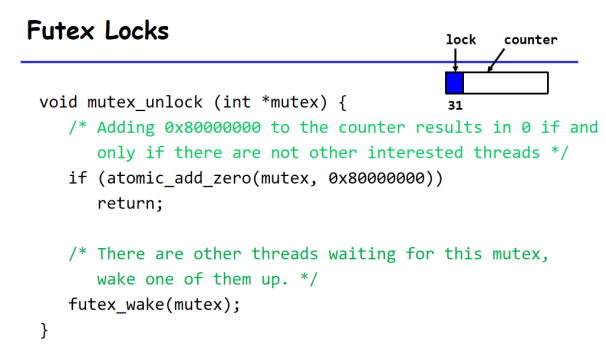 Futex Locks
lock counter
31
void mutex_unlock (int *mutex) {
/* Adding 0x80000000 to the counter results in 0 if and
only if there are not other interested threads */
if (atomic_add_zero(mutex, 0x80000000))
return;
/* There are other threads waiting for this mutex,
wake one of them up. */
futex_wake(mutex);
}